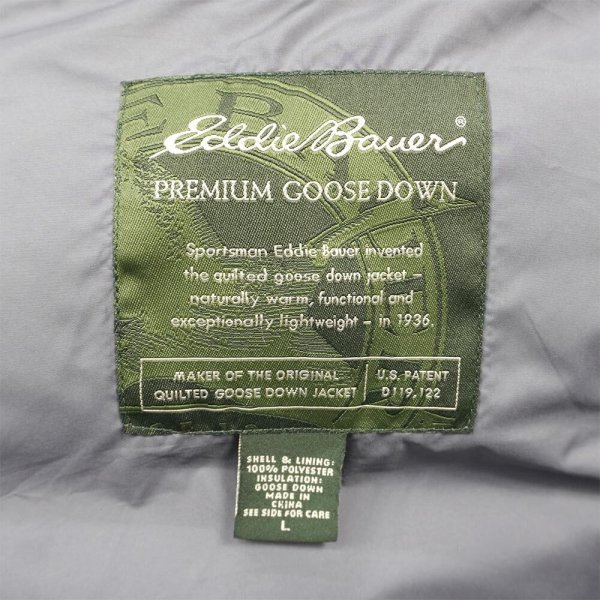 Eddie Bauer®
PREMIUM GOOSE DOWN
Sportsman Eddie Bauer invented
the quilted goose down jacket –
naturally warm, functional and
exceptionally lightweight – in 1936.
MAKER OF THE ORIGINAL
QUILTED GOOSE DOWN JACKET
U.S. PATENT
D119,122
SHELL & LINING:
100% POLYESTER
INSULATION:
GOOSE DOWN
MADE IN
CHINA
SEE SIDE FOR CARE
L